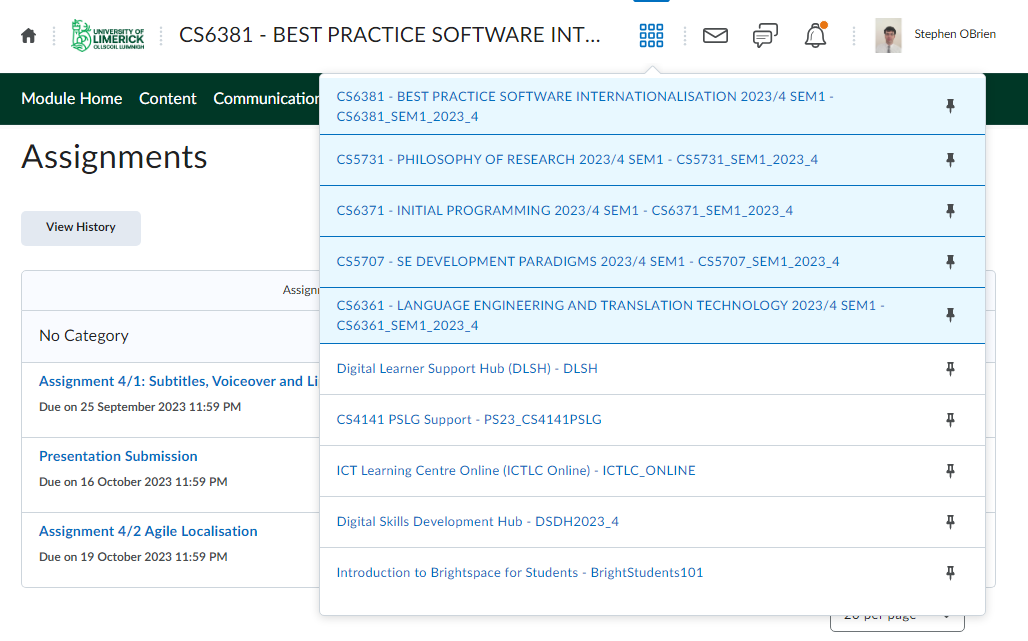 UNIVERSITY OF
LIMERICK
OLLSCOIL LUIMNIGH
CS6381 - BEST PRACTICE SOFTWARE INT...
Stephen OBrien
Module Home Content Communication
CS6381 - BEST PRACTICE SOFTWARE INTERNATIONALISATION 2023/4 SEM1 -
CS6381_SEM1_2023_4
CS5731 - PHILOSOPHY OF RESEARCH 2023/4 SEM1 - CS5731_SEM1_2023_4
CS6371 - INITIAL PROGRAMMING 2023/4 SEM1 - CS6371_SEM1_2023_4
CS5707 - SE DEVELOPMENT PARADIGMS 2023/4 SEM1 - CS5707_SEM1_2023_4
CS6361 - LANGUAGE ENGINEERING AND TRANSLATION TECHNOLOGY 2023/4 SEM1 -
CS6361_SEM1_2023_4
Digital Learner Support Hub (DLSH) - DLSH
CS4141 PSLG Support - PS23_CS4141PSLG
ICT Learning Centre Online (ICTLC Online) - ICTLC_ONLINE
Digital Skills Development Hub - DSDH2023_4
Introduction to Brightspace for Students - BrightStudents101
Assignments
View History
Assignm
No Category
Assignment 4/1: Subtitles, Voiceover and Li
Due on 25 September 2023 11:59 PM
Presentation Submission
Due on 16 October 2023 11:59 PM
Assignment 4/2 Agile Localisation
Due on 19 October 2023 11:59 PM
20 per page